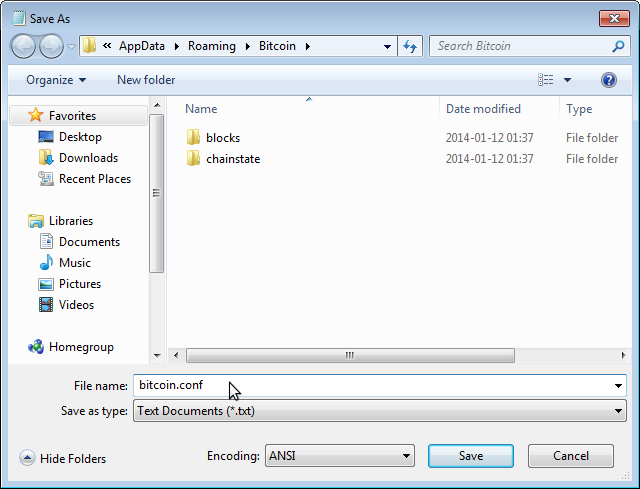 Save As
« AppData Roaming Bitcoin Search Bitcoin
Organize New folder
Name Date modified Type
Favorites
Desktop
Downloads
Recent Places
Libraries
Documents
Music
Pictures
Videos
Homegroup
blocks 2014-01-12 01:37 File folder
chainstate 2014-01-12 01:37 File folder
File name: bitcoin.conf
Save as type: Text Documents (*.txt)
Hide Folders Encoding: ANSI Save Cancel